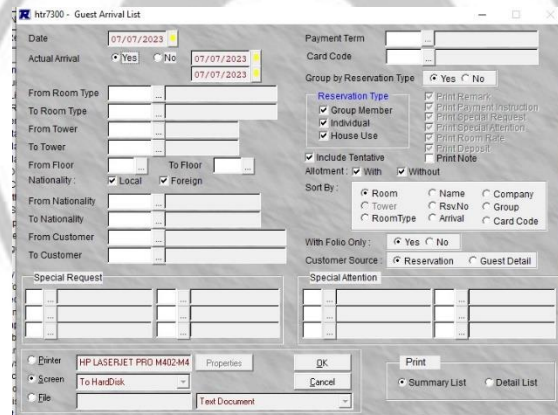 htr7300 - Guest Arrival List
Date 07/07/2023
Actual Arrival Yes No 07/07/2023
07/07/2023
From Room Type ...
To Room Type ...
From Tower ...
To Tower ...
From Floor ... To Floor ...
Nationality : Local Foreign
From Nationality ...
To Nationality ...
From Customer ...
To Customer ...
Payment Term ...
Card Code ...
Group by Reservation Type Yes No
Reservation Type
Group Member
Individual
House Use
Print Remark
Print Payment Instruction
Print Special Request
Print Special Attention
Print Room Rate
Print Deposit
Print Note
Include Tentative
Allotment : With Without
Sort By :
Room Name Company
Tower Rsv.No Group
RoomType Arrival Card Code
With Folio Only : Yes No
Customer Source : Reservation Guest Detail
Special Request
... ...
... ...
... ...
Special Attention
... ...
... ...
... ...
Printer HP LASERJET PRO M402-M4 Properties OK
Screen To HardDisk Cancel
File Text Document
Print
Summary List Detail List